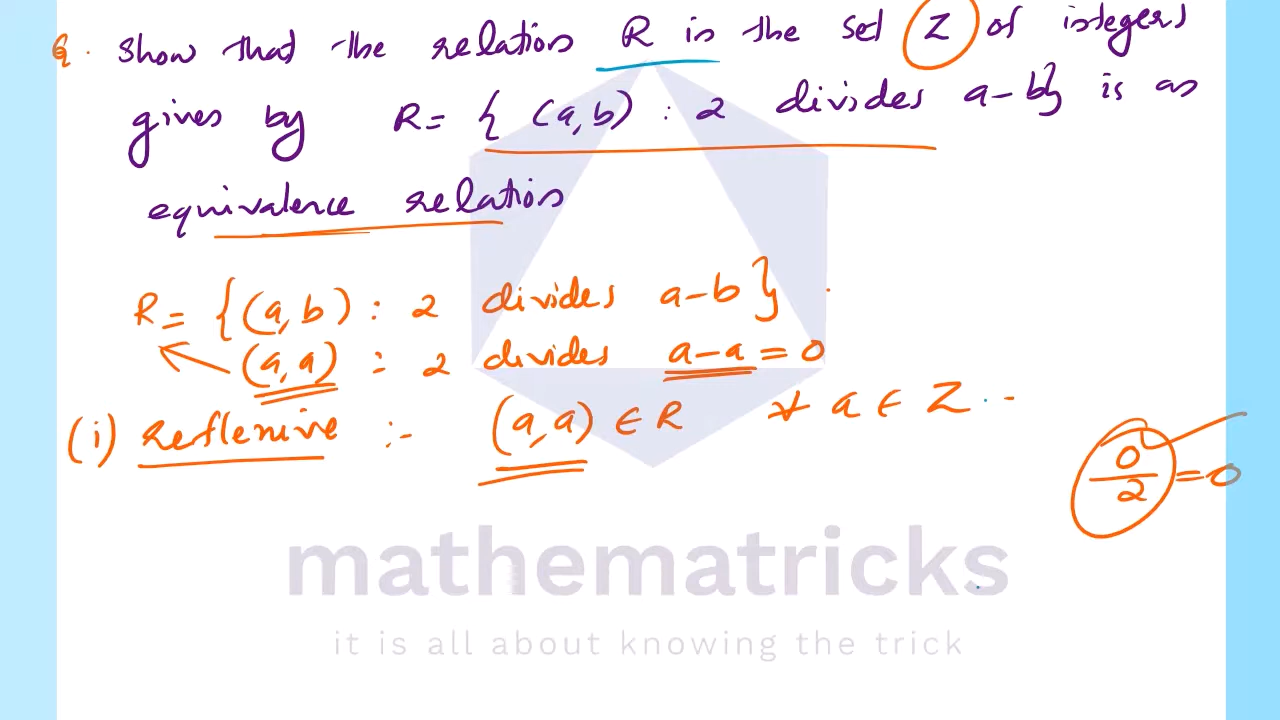 Q. Show that the relation R in the set Z of integers
given by R = { (a,b) : 2 divides a-b} is an
equivalence relation
R = {(a,b) : 2 divides a-b} .
(a,a) : 2 divides a-a = 0
(i) Reflexive :- (a,a) ∈ R ∀ a ∈ Z
0/2 = 0
mathematricks
it is all about knowing the trick